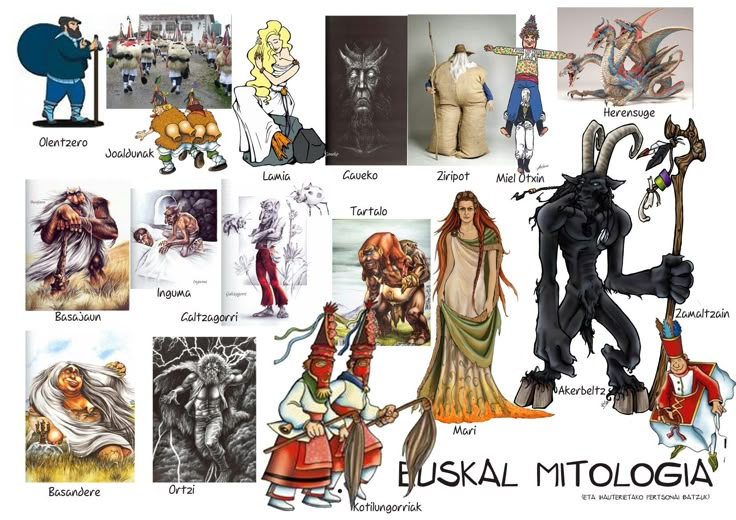 Olentzero
Joaldunak
Lamia
Gaueko
Ziripot
Miel Otxin
Herensuge
Basajaun
Inguma
Galtzagorri
Tartalo
Mari
Akerbeltz
Zamaltzain
Basandere
Ortzi
Kotilungorriak
EUSKAL MITOLOGIA
(ETA IHAUTERIETAKO PERTSONAI BATZUK)